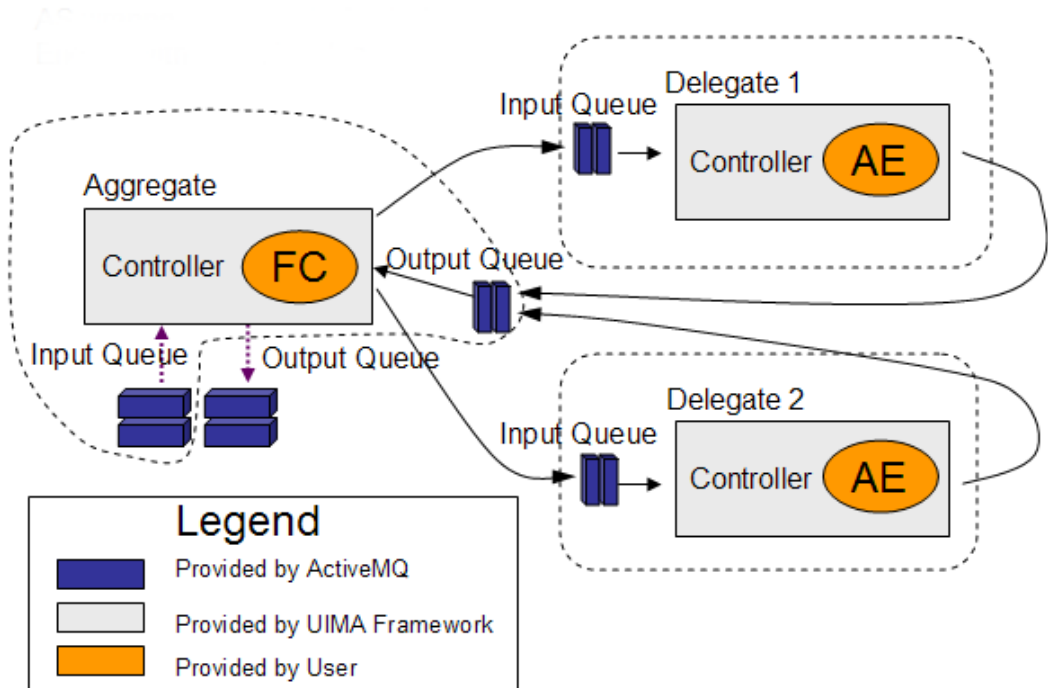 Delegate 1
Input Queue
Controller
AE
Aggregate
Controller
FC
Output Queue
Input Queue
Output Queue
Delegate 2
Input Queue
Controller
AE
Legend
Provided by ActiveMQ
Provided by UIMA Framework
Provided by User